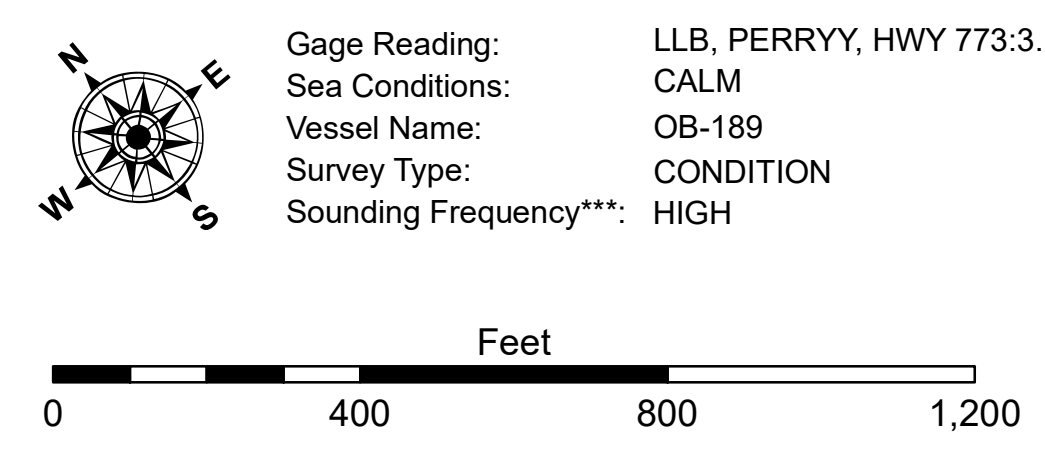 N
E
W
S
Gage Reading: LLB, PERRYY, HWY 773:3.
Sea Conditions: CALM
Vessel Name: OB-189
Survey Type: CONDITION
Sounding Frequency***: HIGH
Feet
0 400 800 1,200